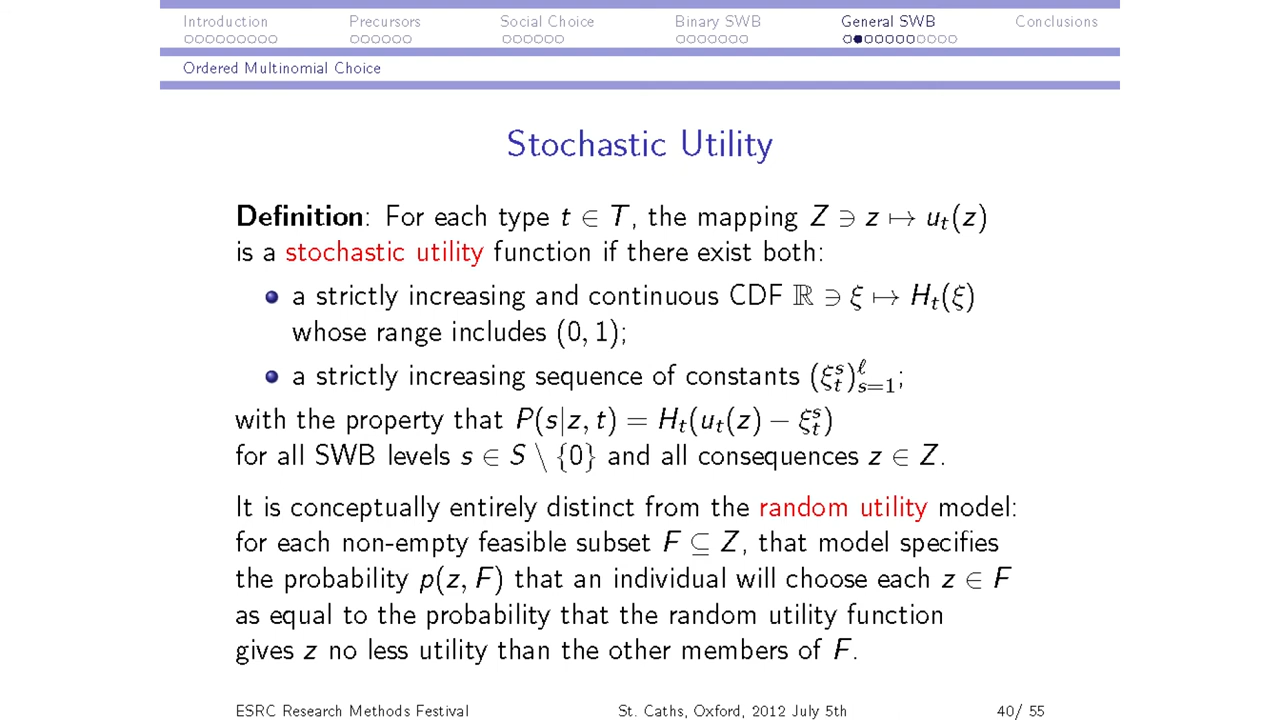 Introduction Precursors Social Choice Binary SWB General SWB Conclusions
Ordered Multinomial Choice
Stochastic Utility
Definition: For each type t ∈ T, the mapping Z ∋ z ↦ u_t(z)
is a stochastic utility function if there exist both:
a strictly increasing and continuous CDF ℝ ∋ ξ ↦ H_t(ξ)
whose range includes (0, 1);
a strictly increasing sequence of constants (ξ_t^s)_{s=1}^ℓ;
with the property that P(s|z, t) = H_t(u_t(z) − ξ_t^s)
for all SWB levels s ∈ S \ {0} and all consequences z ∈ Z.
It is conceptually entirely distinct from the random utility model:
for each non-empty feasible subset F ⊆ Z, that model specifies
the probability p(z, F) that an individual will choose each z ∈ F
as equal to the probability that the random utility function
gives z no less utility than the other members of F.
ESRC Research Methods Festival St. Caths, Oxford, 2012 July 5th 40/ 55